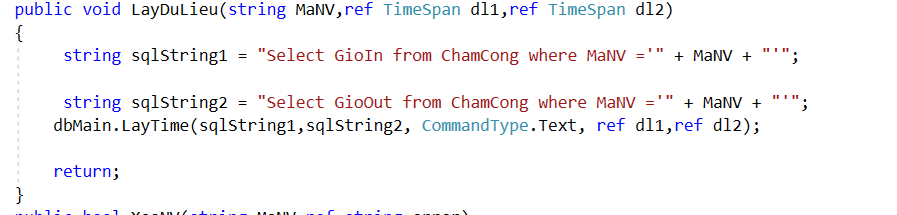 public void LayDuLieu(string MaNV,ref TimeSpan dl1,ref TimeSpan dl2)
{
string sqlString1 = "Select GioIn from ChamCong where MaNV ='" + MaNV + "'";
string sqlString2 = "Select GioOut from ChamCong where MaNV ='" + MaNV + "'";
dbMain.LayTime(sqlString1,sqlString2, CommandType.Text, ref dl1,ref dl2);
return;
}